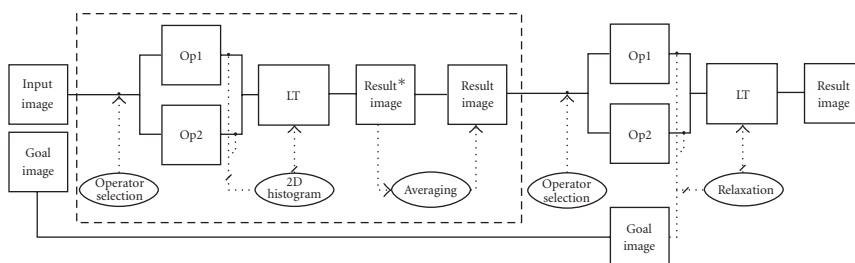 Input
image
Goal
image
Operator
selection
Op1
Op2
LT
2D
histogram
Result*
image
Averaging
Result
image
Operator
selection
Op1
Op2
Goal
image
LT
Relaxation
Result
image